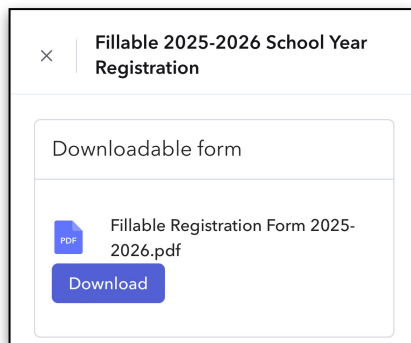 Fillable 2025-2026 School Year
Registration
Downloadable form
PDF
Fillable Registration Form 2025-
2026.pdf
Download